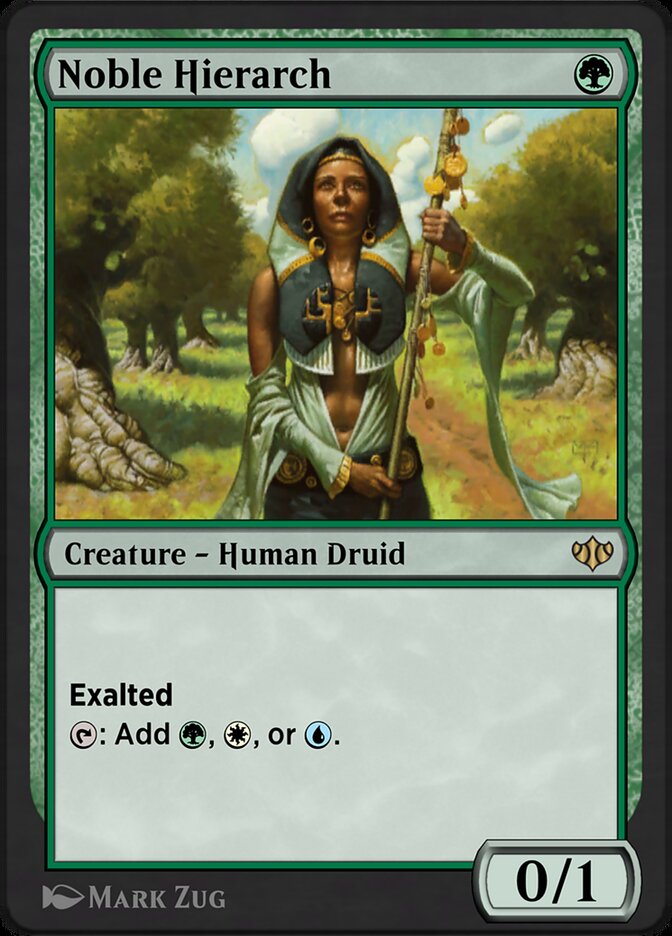 Noble Hierarch
Creature – Human Druid
Exalted
: Add , , or .
Mark Zug
0/1